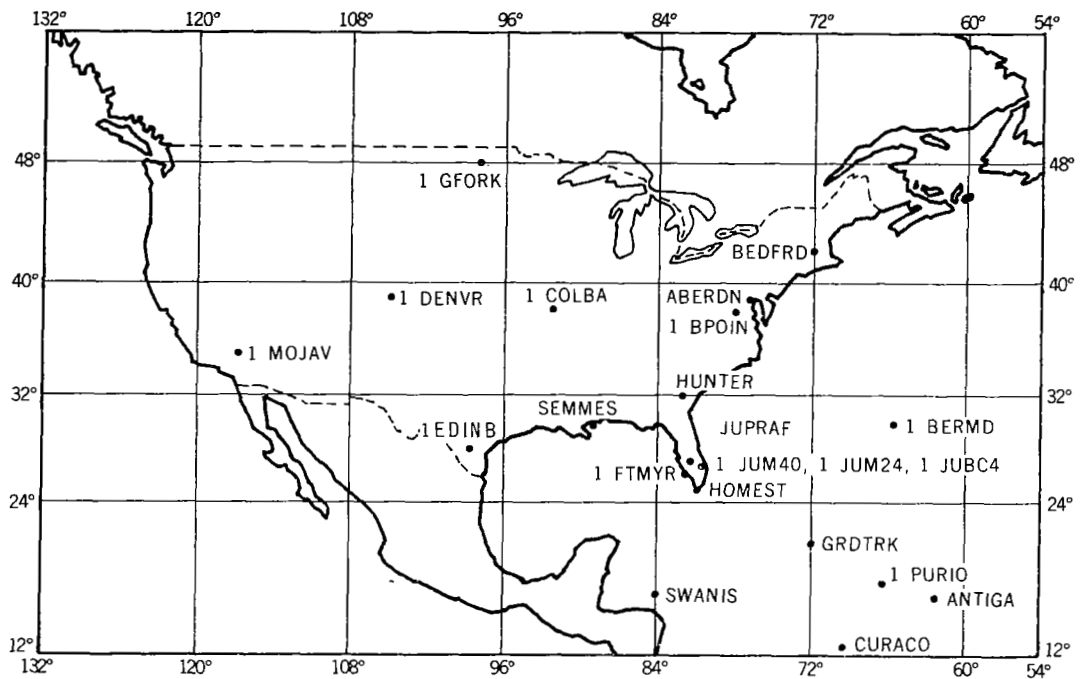 132° 120° 108° 96° 84° 72° 60° 54°
48° 48°
1 GFORK
BEDFRD
40° 40°
1 DENVR 1 COLBA ABERDN
1 BPOIN
1 MOJAV
32° HUNTER 32°
SEMMES JUPRAF 1 BERMD
1 EDINB
1 FTMYR 1 JUM40, 1 JUM24, 1 JUBC4
HOMEST
24° 24°
GRDTRK
1 PURIO
SWANIS ANTIGA
12° CURACO 12°
132° 120° 108° 96° 84° 72° 60° 54°